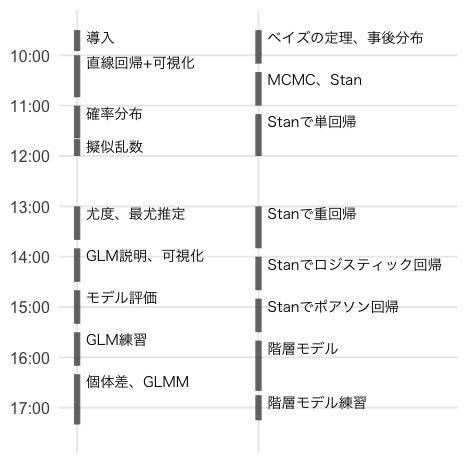 導入
ベイズの定理、事後分布
10:00
直線回帰+可視化
MCMC、Stan
11:00
確率分布
Stanで単回帰
擬似乱数
12:00
13:00
尤度、最尤推定
Stanで重回帰
14:00
GLM説明、可視化
Stanでロジスティック回帰
モデル評価
15:00
Stanでポアソン回帰
GLM練習
階層モデル
16:00
個体差、GLMM
階層モデル練習
17:00